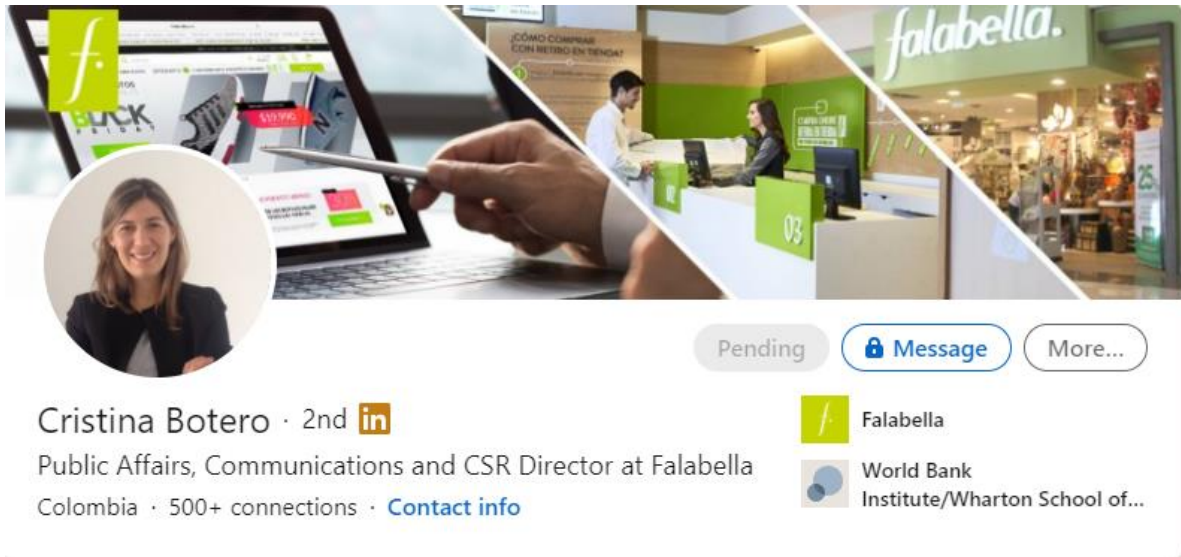 f.
BLACK
FRIDAY
$19.990
¿CÓMO COMPRAR
CON RETIRO EN TIENDA?
1
02
03
falabella.
25
Pending
Message
More...
Cristina Botero · 2nd in
Public Affairs, Communications and CSR Director at Falabella
Colombia · 500+ connections · Contact info
f.
Falabella
World Bank
Institute/Wharton School of...